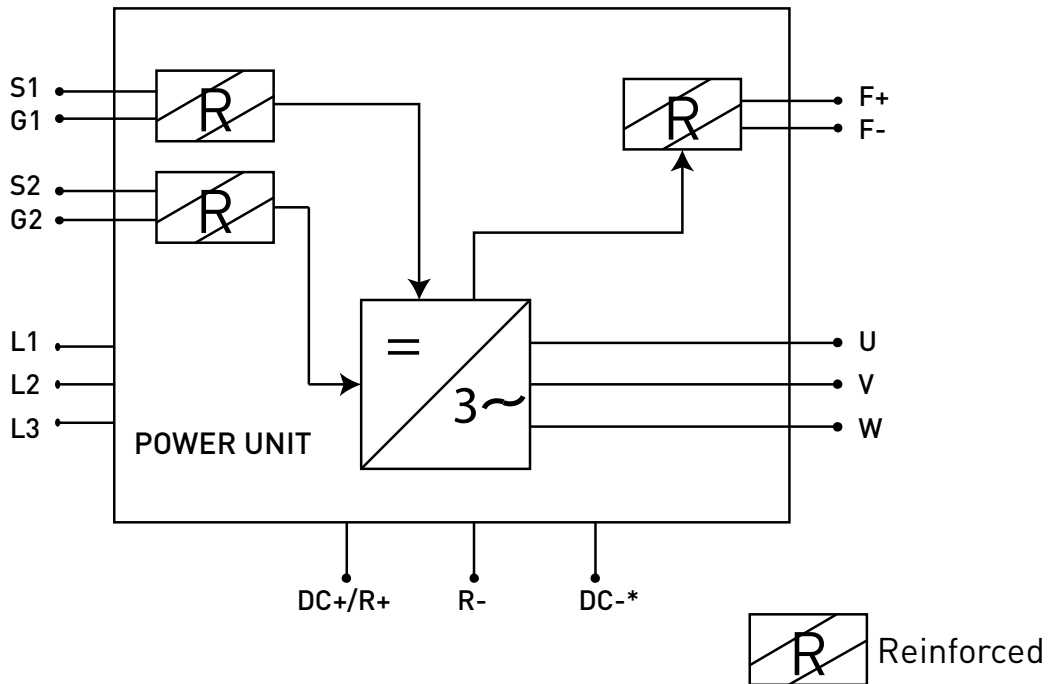 S1
G1
S2
G2
R
R
R
F+
F-
L1
L2
L3
=
3~
U
V
W
POWER UNIT
DC+/R+
R-
DC-*
R
Reinforced